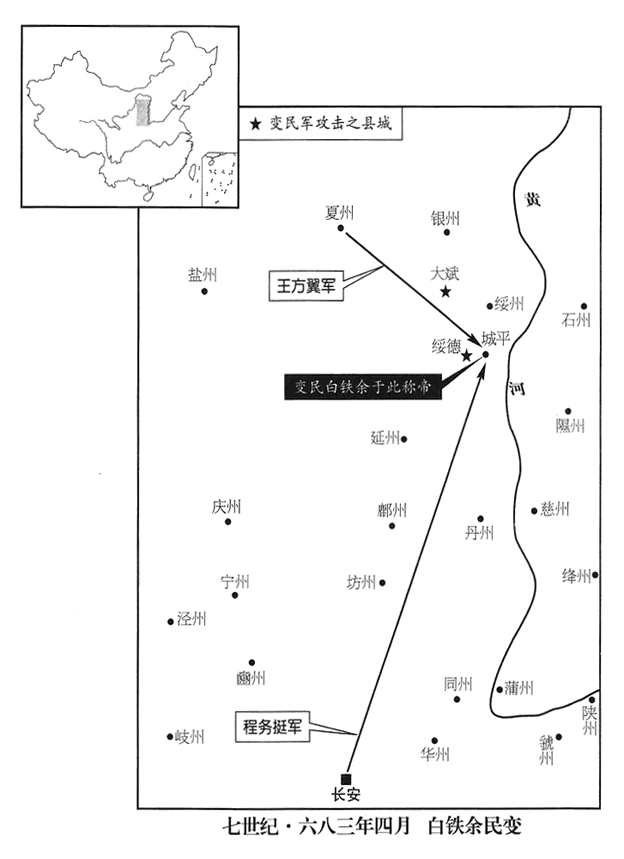 ★ 变民军攻击之县城
黄
夏州
银州
大斌
盐州
王方翼军
绥州
石州
城平
绥德
变民白铁余于此称帝
河
隰州
延州
庆州
鄜州
慈州
丹州
宁州
坊州
绛州
泾州
豳州
同州
蒲州
陕州
程务挺军
岐州
华州
虢州
长安
七世纪·六八三年四月 白铁余民变